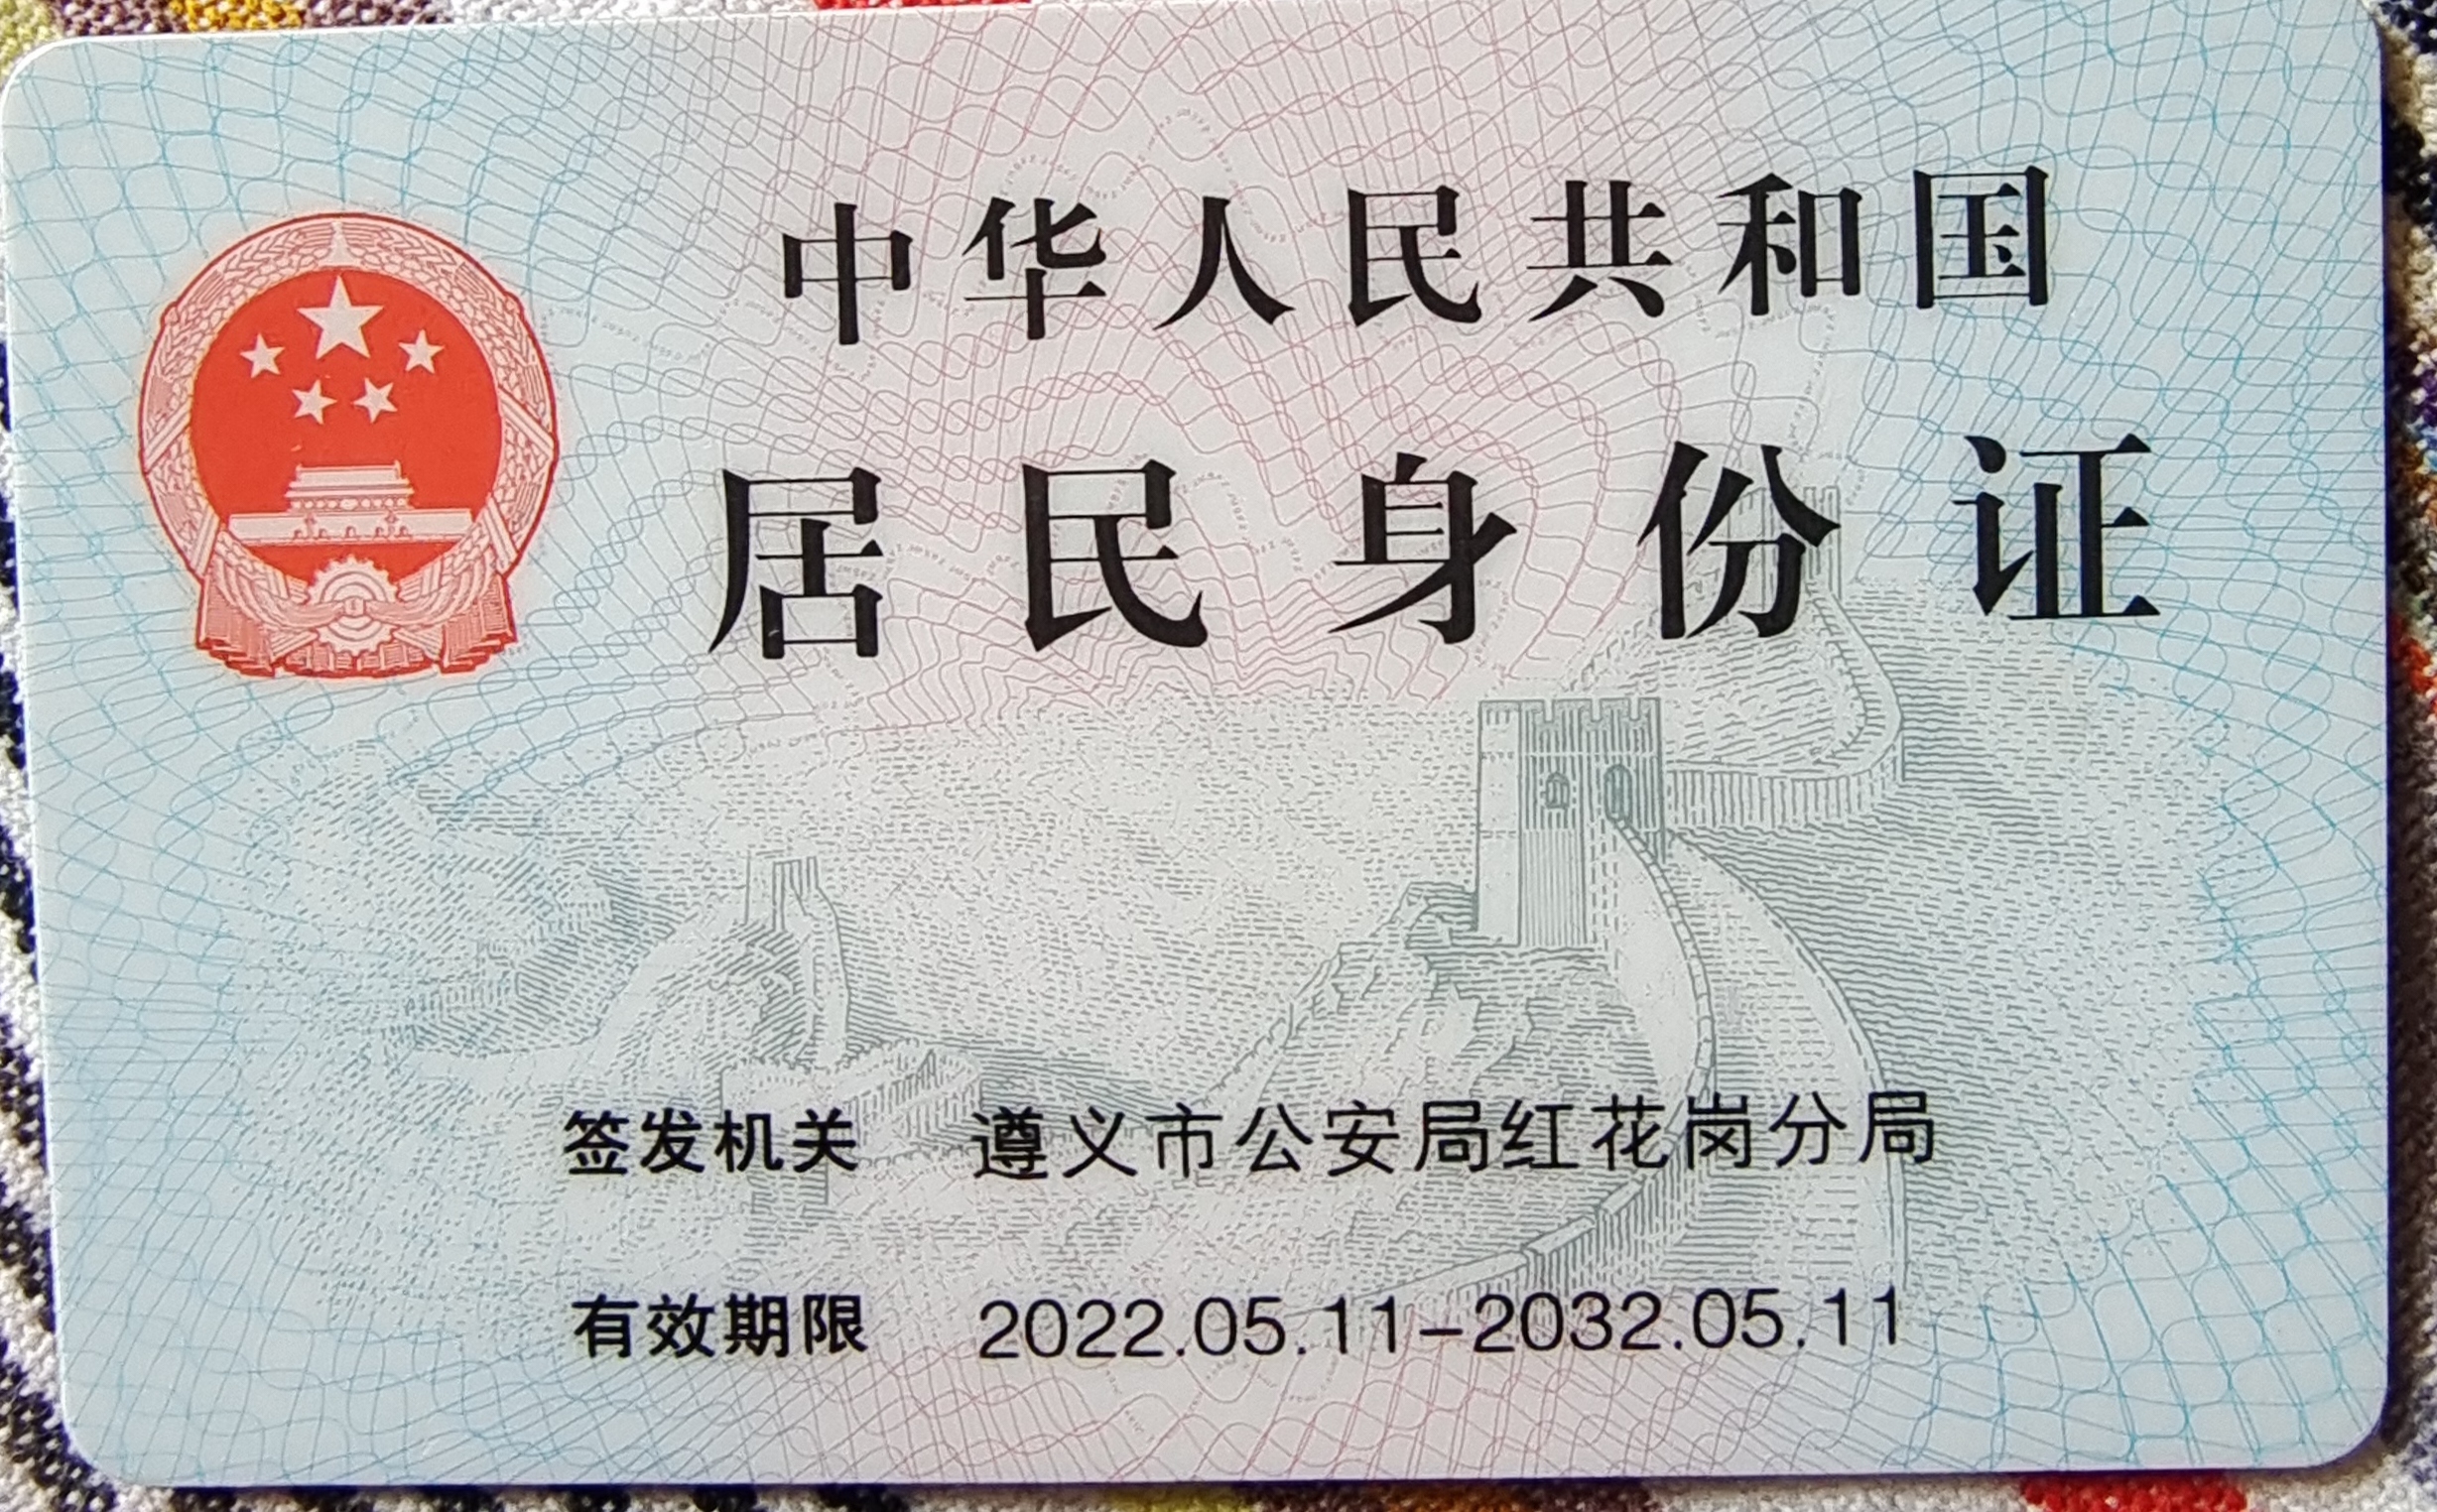 中华人民共和国
居民身份证
签发机关 遵义市公安局红花岗分局
有效期限 2022.05.11-2032.05.11